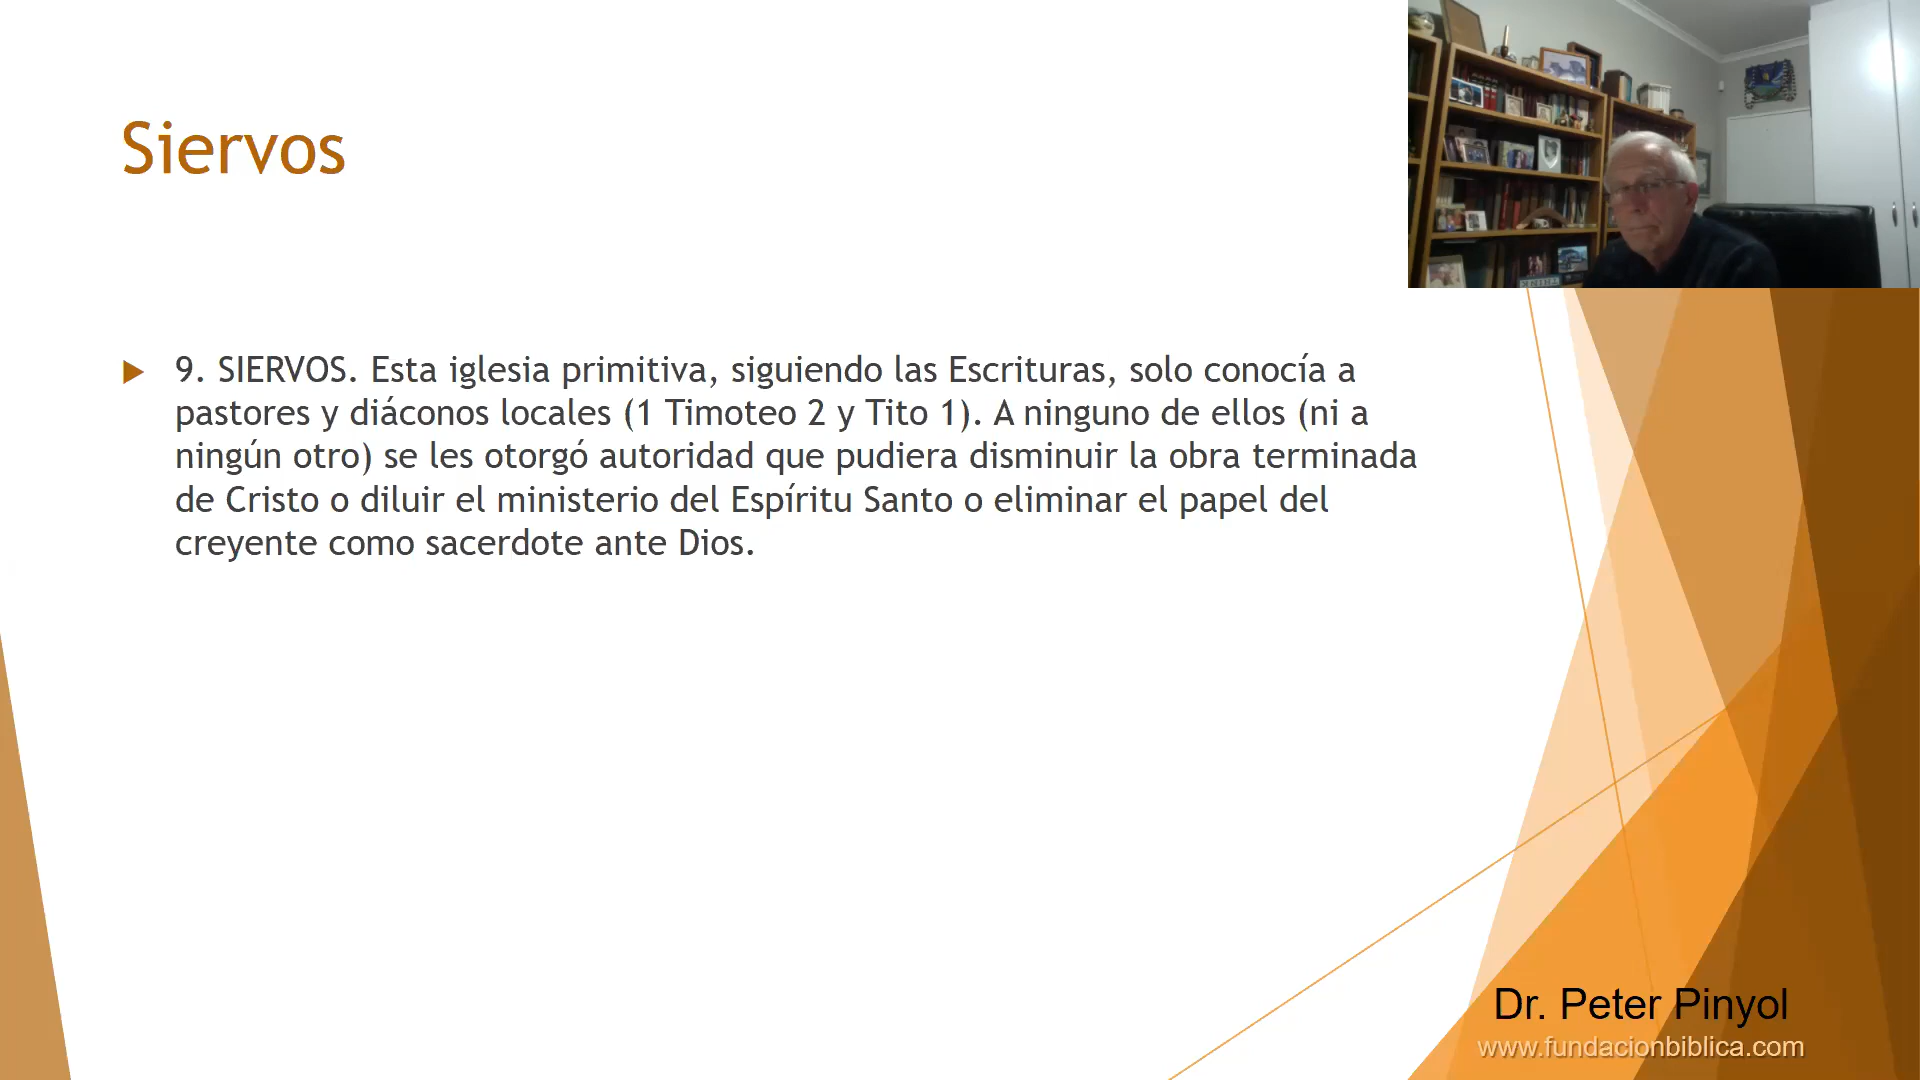 Siervos
9. SIERVOS. Esta iglesia primitiva, siguiendo las Escrituras, solo conocía a
pastores y diáconos locales (1 Timoteo 2 y Tito 1). A ninguno de ellos (ni a
ningún otro) se les otorgó autoridad que pudiera disminuir la obra terminada
de Cristo o diluir el ministerio del Espíritu Santo o eliminar el papel del
creyente como sacerdote ante Dios.
Dr. Peter Pinyol
www.fundacionbiblica.com